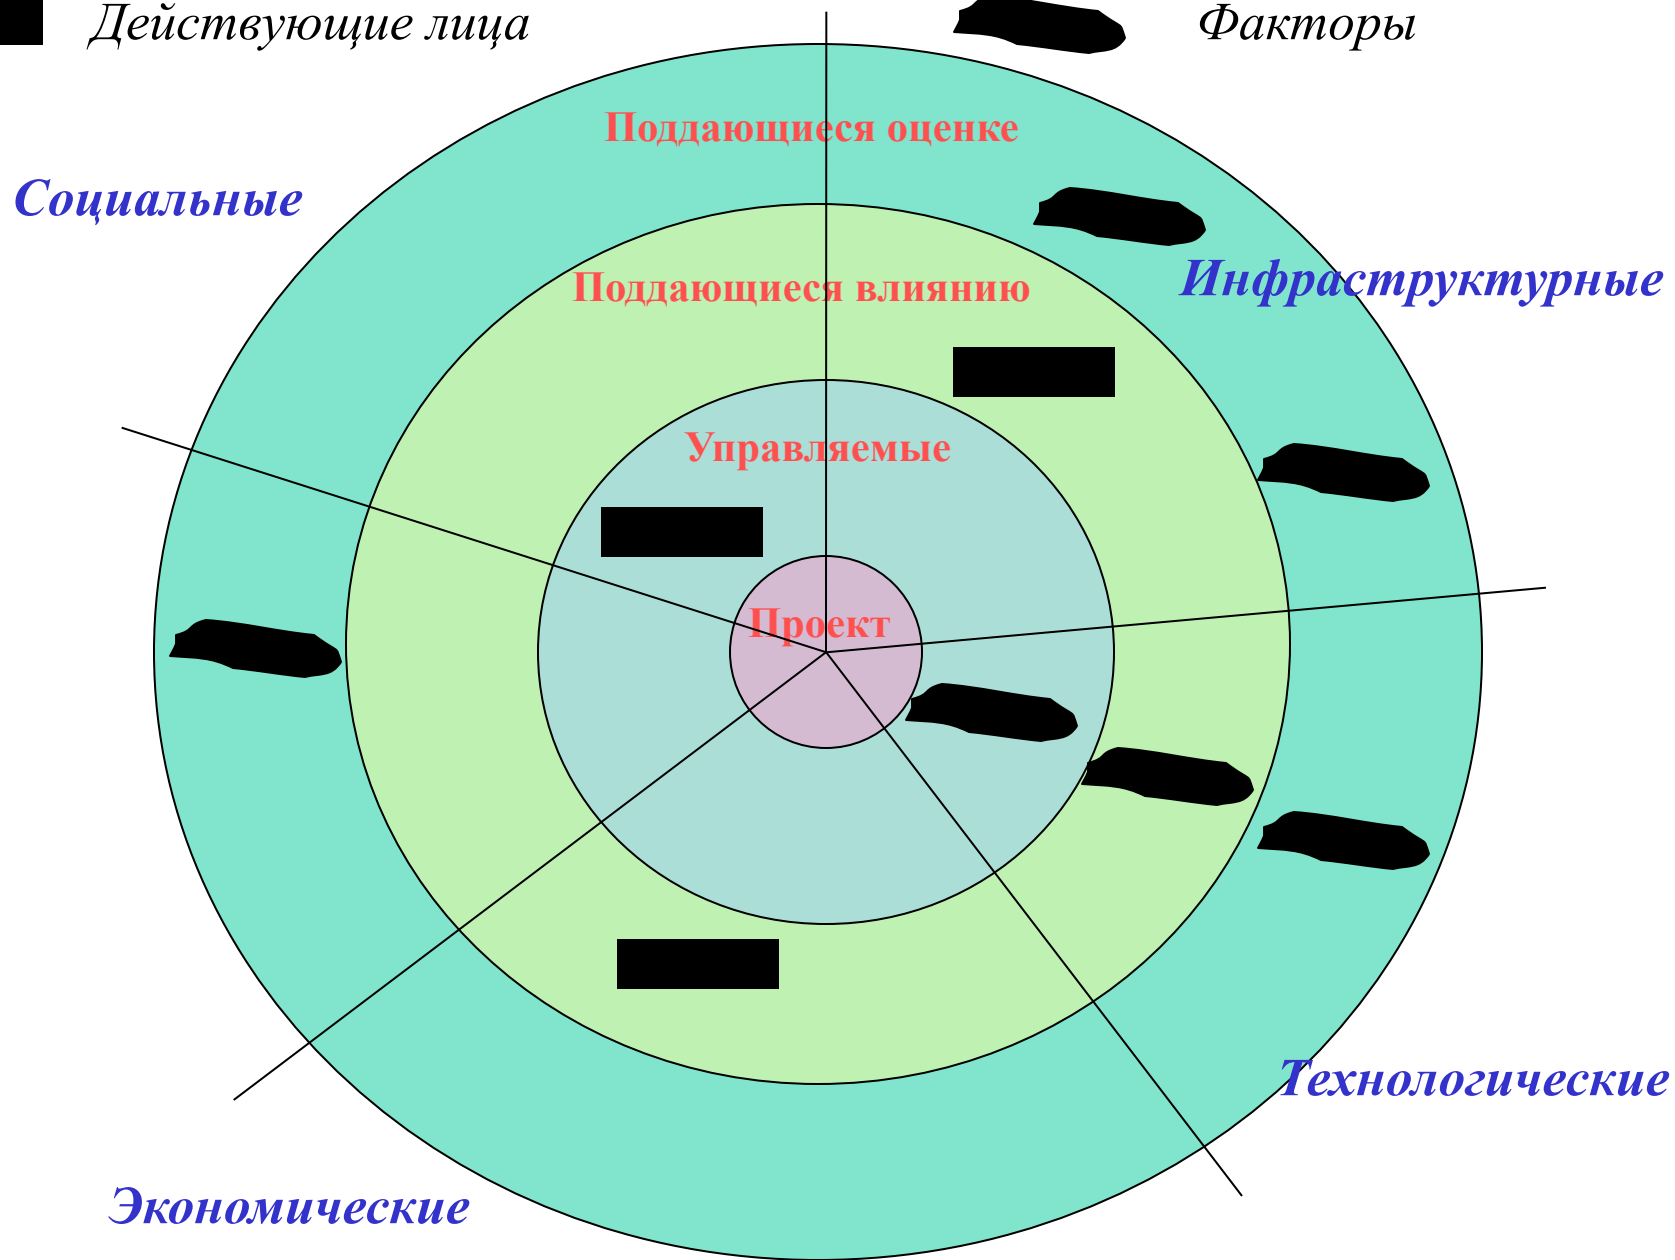 Действующие лица
Факторы
Поддающиеся оценке
Социальные
Инфраструктурные
Поддающиеся влиянию
Управляемые
Проект
Технологические
Экономические